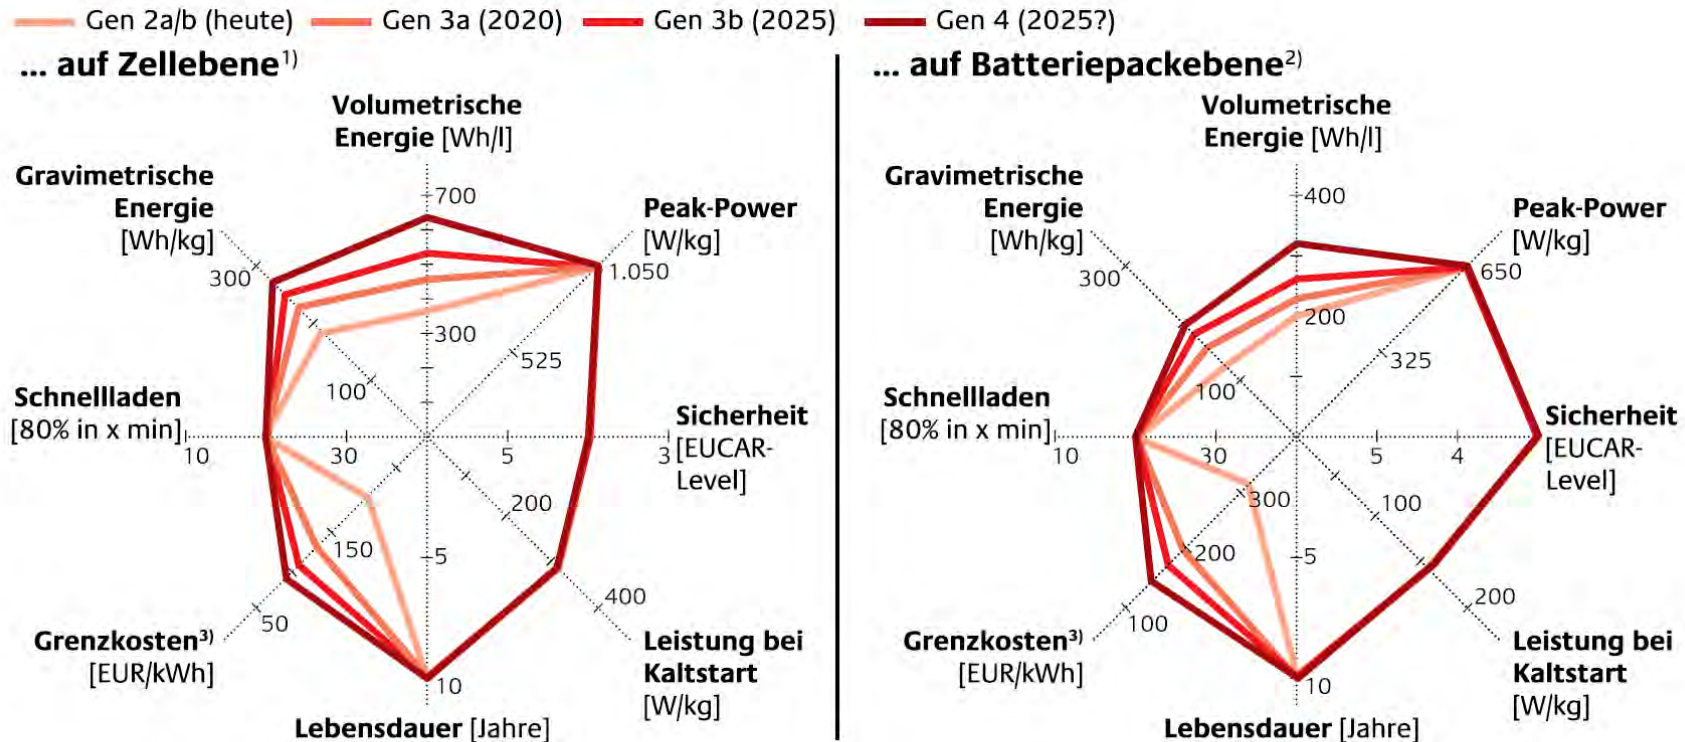 Gen 2a/b (heute) Gen 3a (2020) Gen 3b (2025) Gen 4 (2025?)
... auf Zellebene1)
Volumetrische
Energie [Wh/l]
Gravimetrische
Energie
[Wh/kg]
Peak-Power
[W/kg]
700
300
1.050
300
525
100
Schnellladen
[80% in x min]
Sicherheit
[EUCAR-
Level]
10
30
5
3
200
150
5
400
50
Grenzkosten3)
[EUR/kWh]
Leistung bei
Kaltstart
[W/kg]
10
Lebensdauer [Jahre]
... auf Batteriepackebene2)
Volumetrische
Energie [Wh/l]
Gravimetrische
Energie
[Wh/kg]
Peak-Power
[W/kg]
400
300
650
200
325
100
Schnellladen
[80% in x min]
Sicherheit
[EUCAR-
Level]
10
30
5
4
300
100
200
5
200
100
Grenzkosten3)
[EUR/kWh]
Leistung bei
Kaltstart
[W/kg]
10
Lebensdauer [Jahre]